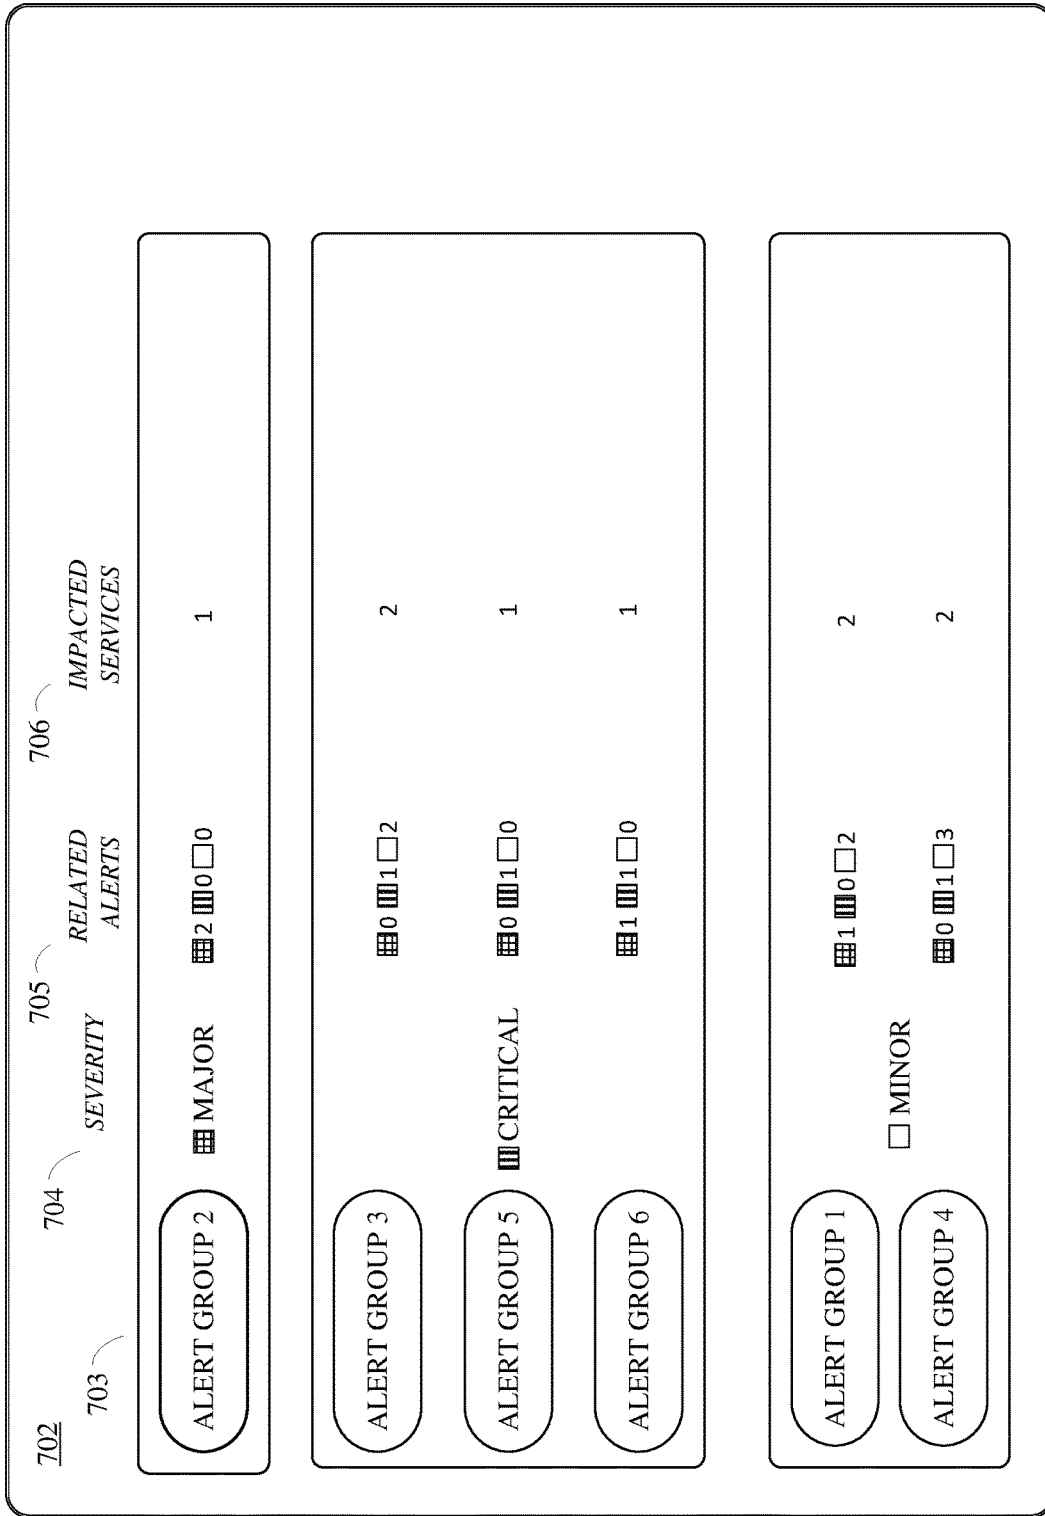 702
703
704
705
706
SEVERITY
RELATED
ALERTS
IMPACTED
SERVICES
ALERT GROUP 2
MAJOR
2 0 0
1
ALERT GROUP 3
0 1 2
2
ALERT GROUP 5
CRITICAL
0 1 0
1
ALERT GROUP 6
1 1 0
1
ALERT GROUP 1
1 0 2
2
MINOR
ALERT GROUP 4
0 1 3
2